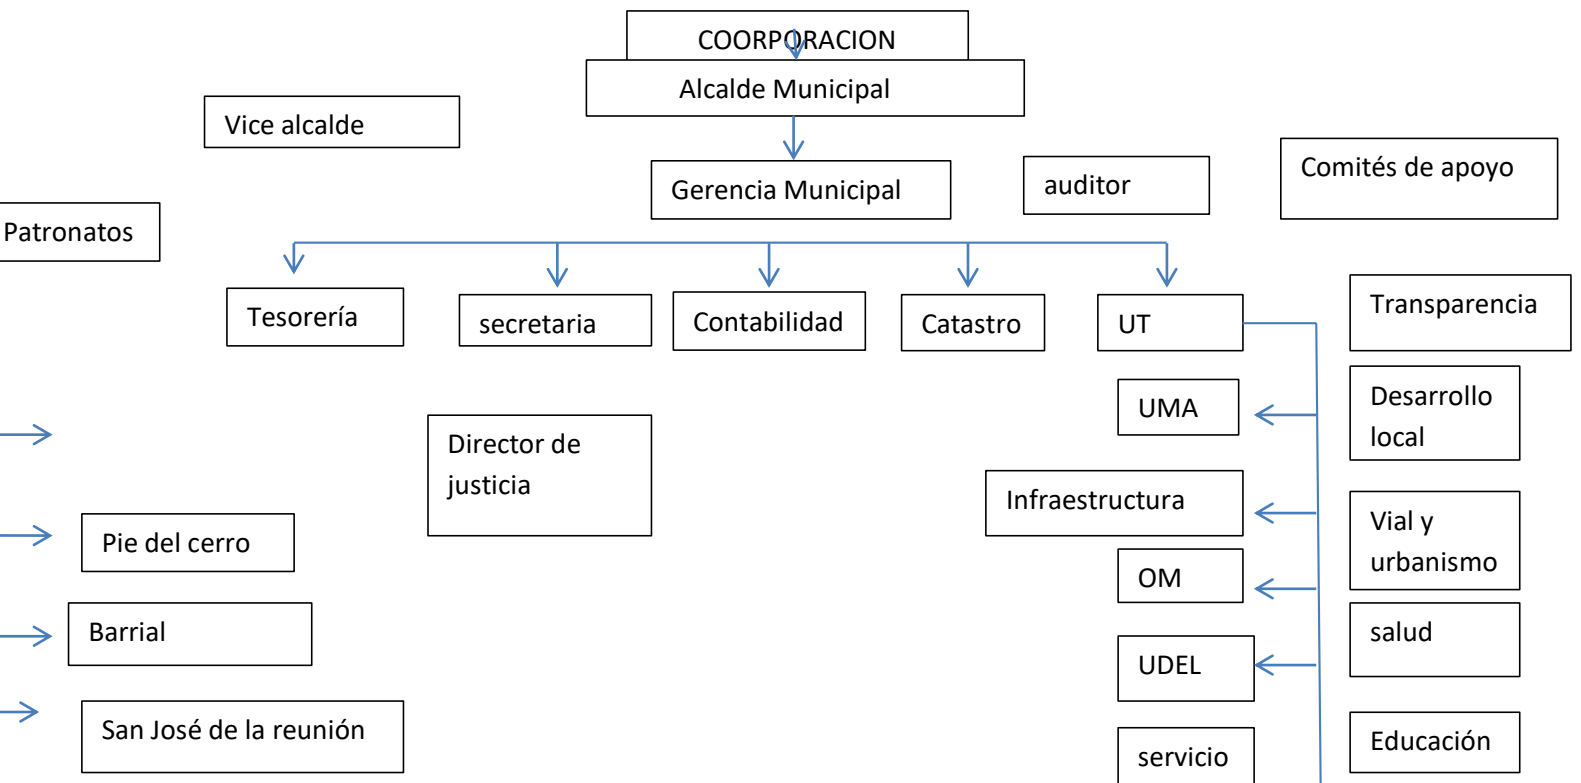 COORPORACION
Alcalde Municipal
Vice alcalde
Gerencia Municipal
auditor
Comités de apoyo
Patronatos
Tesorería
secretaria
Contabilidad
Catastro
UT
Transparencia
UMA
Desarrollo
local
Director de
justicia
Infraestructura
Vial y
urbanismo
Pie del cerro
OM
Barrial
salud
UDEL
San José de la reunión
servicio
Educación